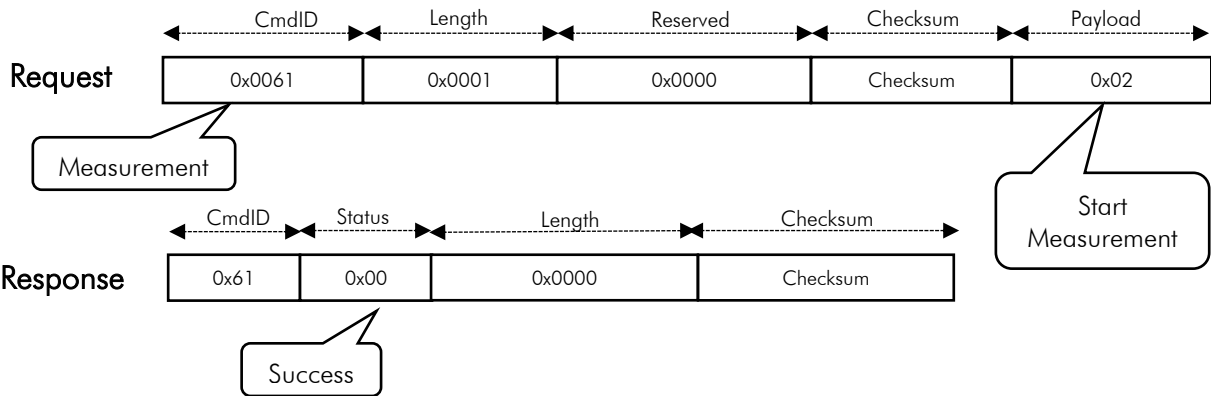 CmdID Length Reserved Checksum Payload
Request 0x0061 0x0001 0x0000 Checksum 0x02
Measurement
Start
Measurement
CmdID Status Length Checksum
Response 0x61 0x00 0x0000 Checksum
Success